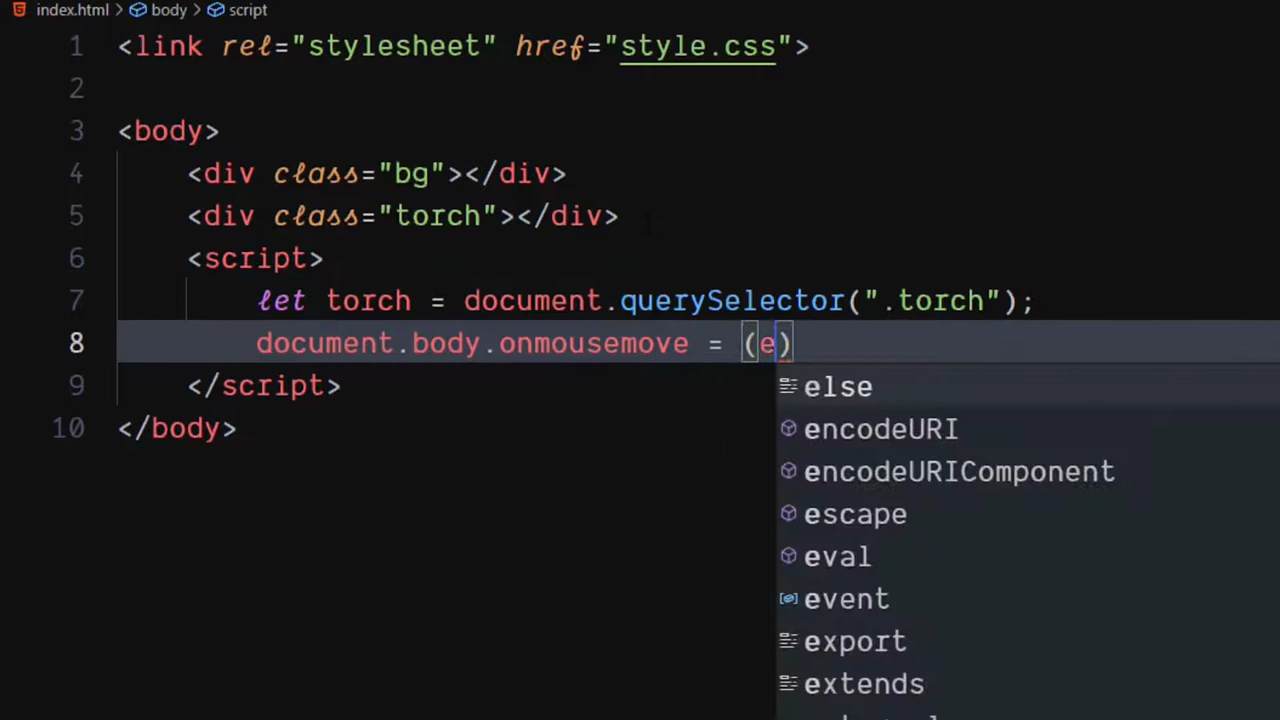 index.html > body > script
1 <link rel="stylesheet" href="style.css">
2
3 <body>
4 <div class="bg"></div>
5 <div class="torch"></div>
6 <script>
7 let torch = document.querySelector(".torch");
8 document.body.onmousemove = (e)
9 </script>
else
10 </body>
encodeURI
encodeURIComponent
escape
eval
event
export
extends